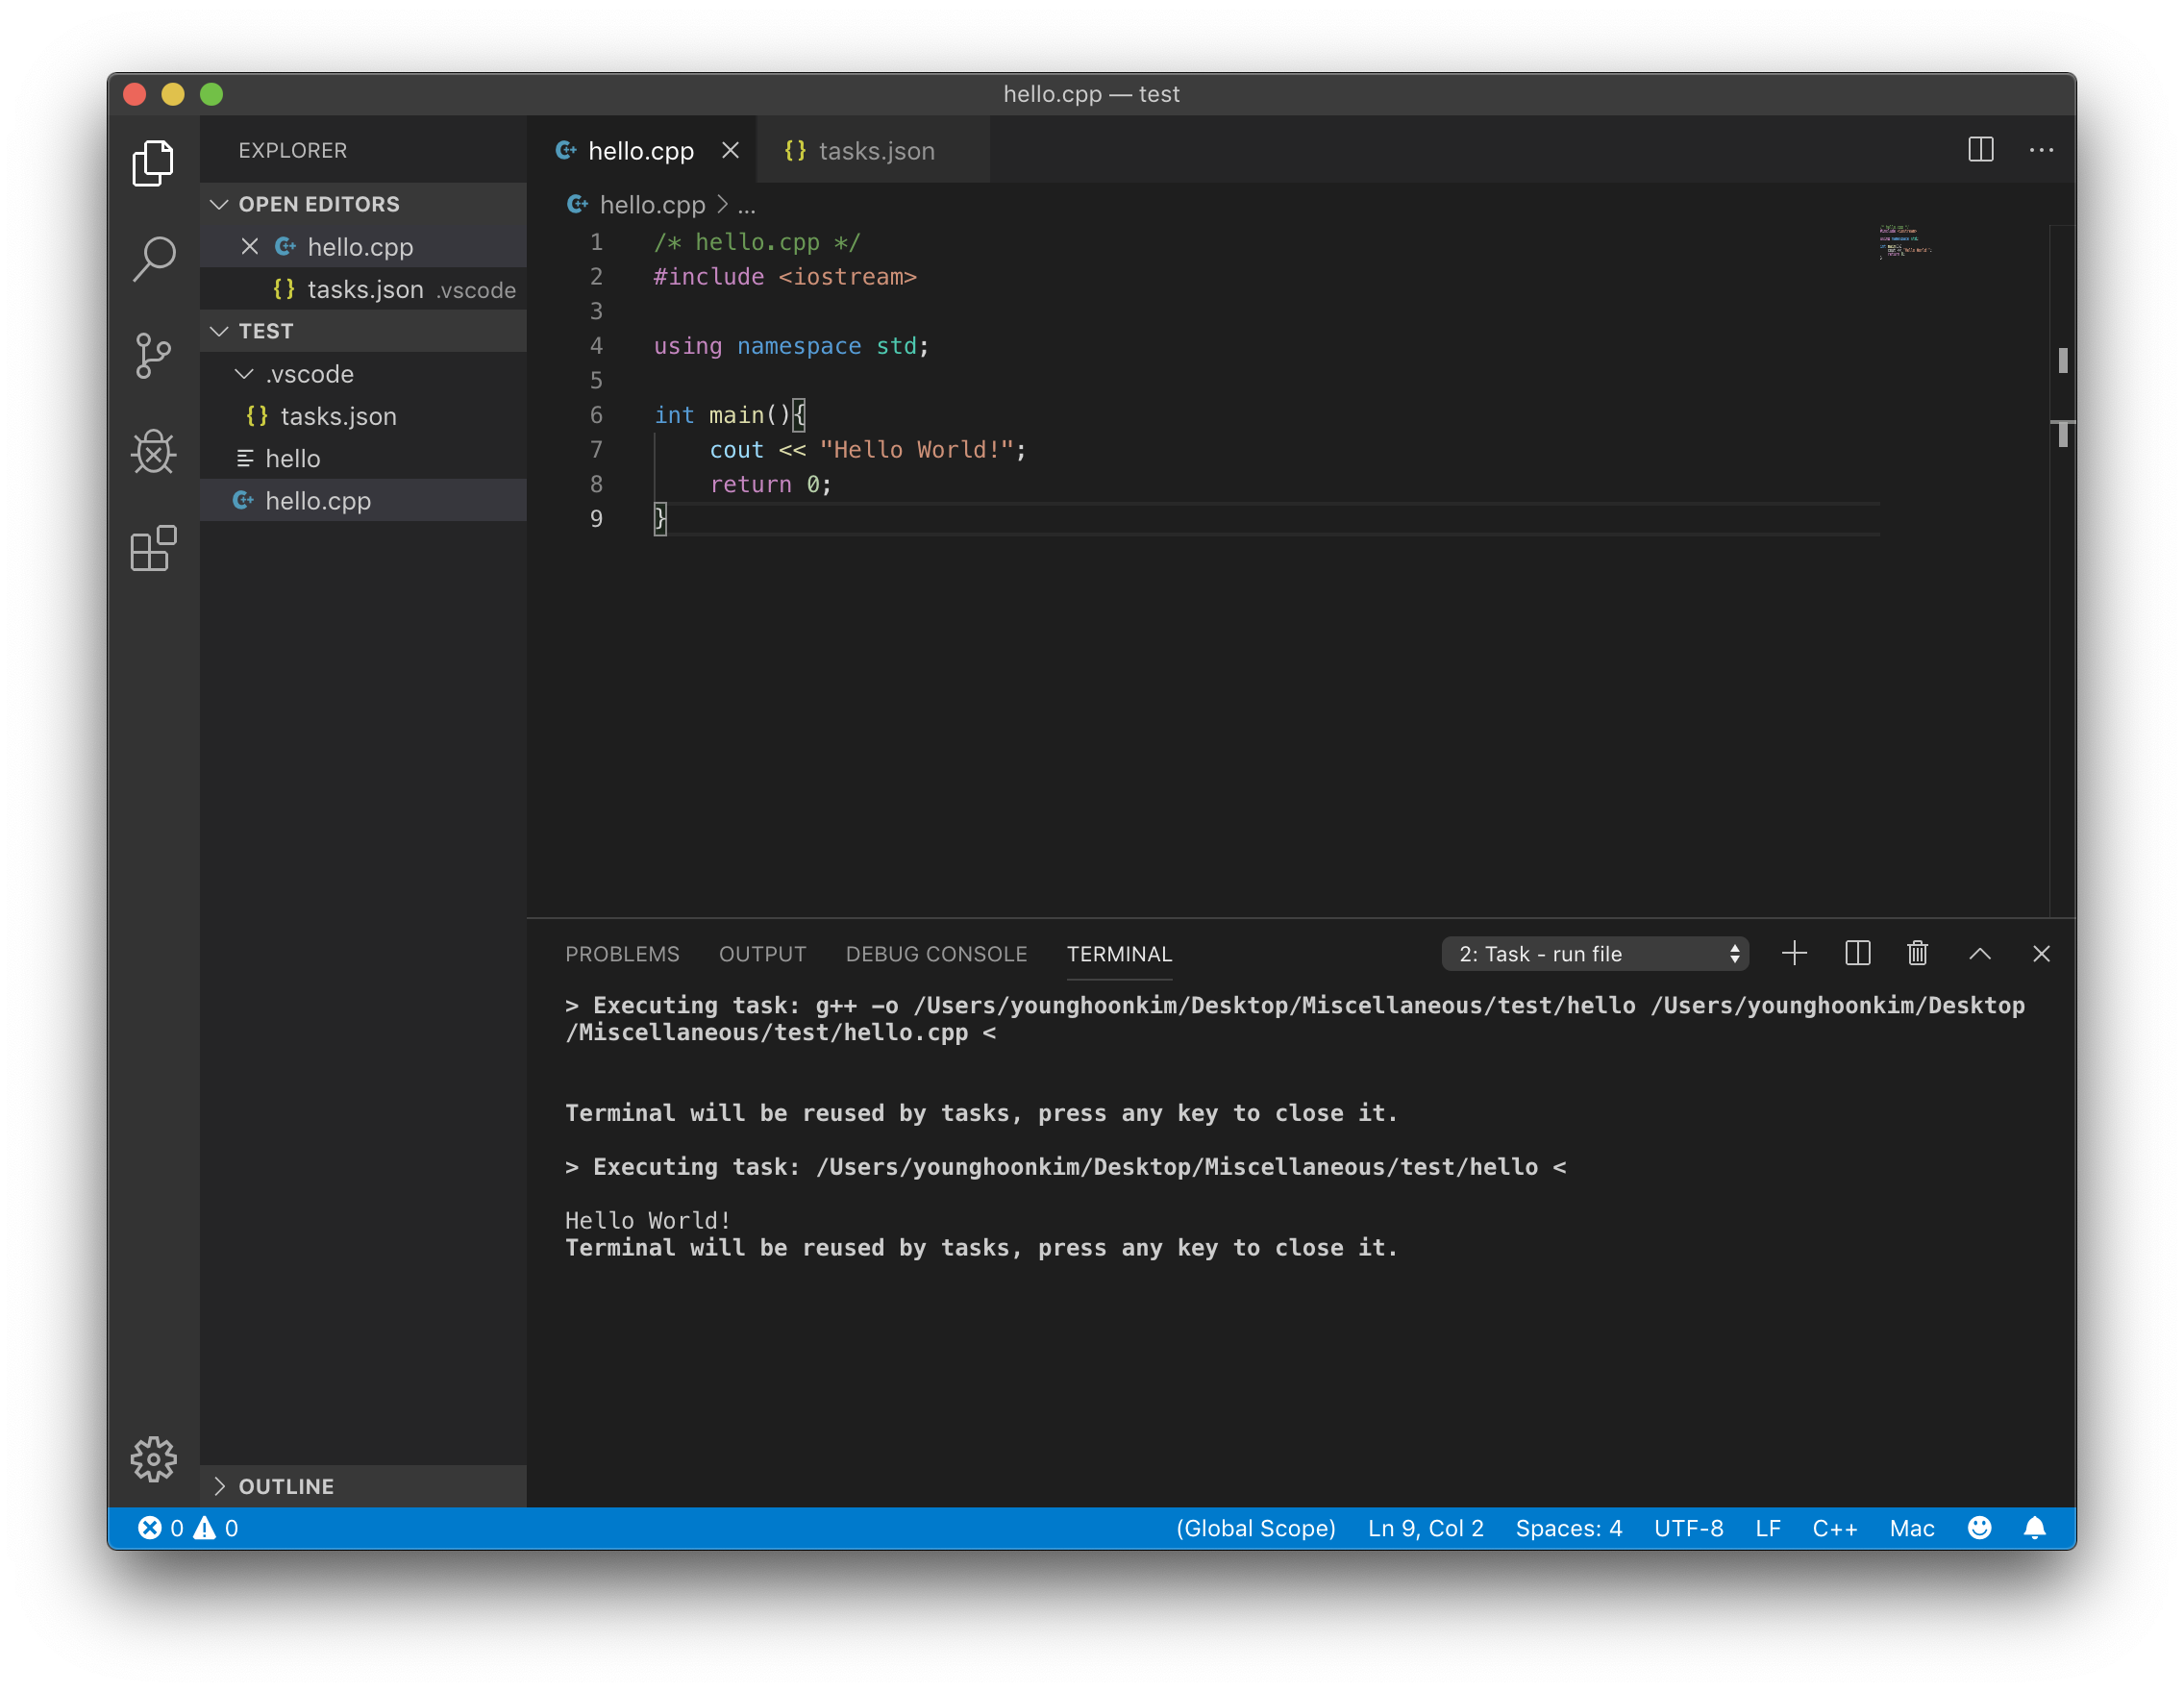 hello.cpp — test
EXPLORER
OPEN EDITORS
hello.cpp
{} tasks.json .vscode
TEST
.vscode
{} tasks.json
hello
hello.cpp
OUTLINE
hello.cpp
{} tasks.json
hello.cpp > ...
1 /* hello.cpp */
2 #include <iostream>
3
4 using namespace std;
5
6 int main(){
7     cout << "Hello World!";
8     return 0;
9 }
PROBLEMS OUTPUT DEBUG CONSOLE TERMINAL 2: Task - run file
> Executing task: g++ -o /Users/younghoonkim/Desktop/Miscellaneous/test/hello /Users/younghoonkim/Desktop
/Miscellaneous/test/hello.cpp <
Terminal will be reused by tasks, press any key to close it.
> Executing task: /Users/younghoonkim/Desktop/Miscellaneous/test/hello <
Hello World!
Terminal will be reused by tasks, press any key to close it.
0 0 (Global Scope) Ln 9, Col 2 Spaces: 4 UTF-8 LF C++ Mac